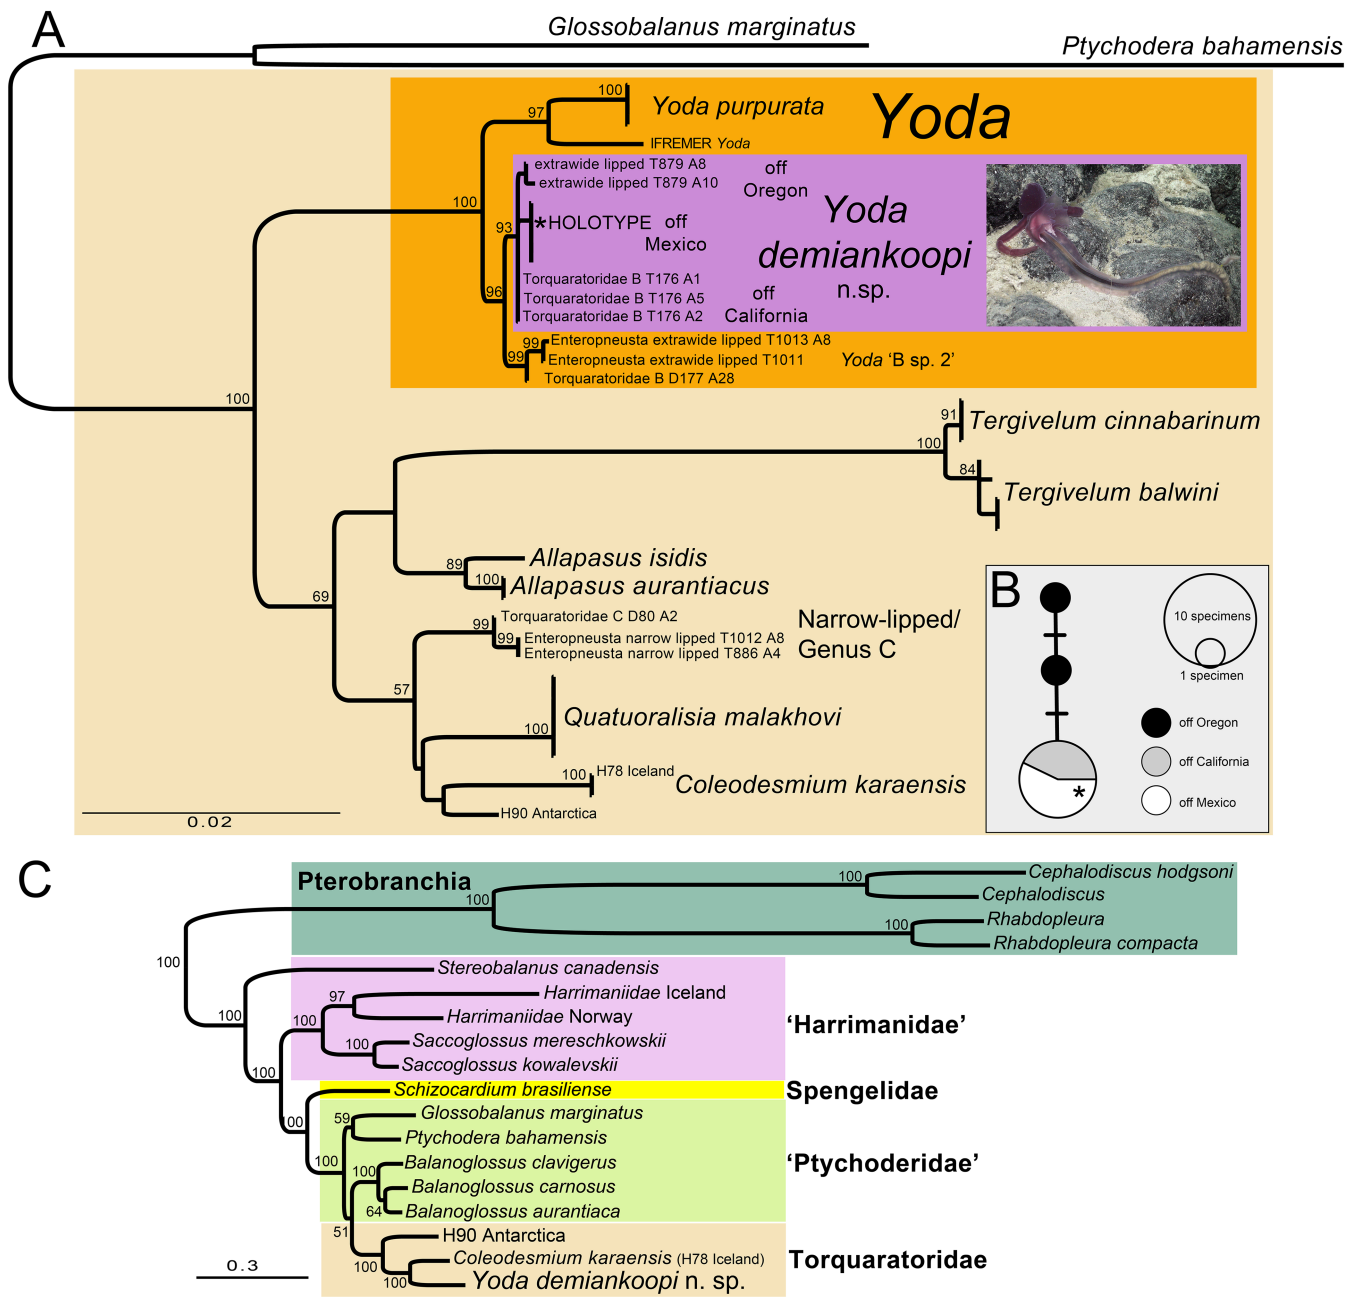 A
Glossobalanus marginatus
Ptychodera bahamensis
100
Yoda purpurata
Yoda
97
IFREMER Yoda
extrawide lipped T879 A8
extrawide lipped T879 A10
off
Oregon
100
93
*HOLOTYPE off
Mexico
Yoda
demiankoopi
n.sp.
Torquaratoridae B T176 A1
Torquaratoridae B T176 A5
Torquaratoridae B T176 A2
off
California
96
99
Enteropneusta extrawide lipped T1013 A8
99
Enteropneusta extrawide lipped T1011
Yoda ‘B sp. 2’
Torquaratoridae B D177 A28
100
91
Tergivelum cinnabarinum
100
84
Tergivelum balwini
89
Allapasus isidis
100
Allapasus aurantiacus
69
99
Torquaratoridae C D80 A2
99
Enteropneusta narrow lipped T1012 A8
Enteropneusta narrow lipped T886 A4
Narrow-lipped/
Genus C
57
100
Quatuoralisia malakhovi
100
H78 Iceland
Coleodesmium karaensis
H90 Antarctica
0.02
B
10 specimens
1 specimen
off Oregon
off California
off Mexico
*
C
Pterobranchia
100
100
Cephalodiscus hodgsoni
Cephalodiscus
100
Rhabdopleura
Rhabdopleura compacta
100
Stereobalanus canadensis
100
97
Harrimaniidae Iceland
Harrimaniidae Norway
100
100
Saccoglossus mereschkowskii
Saccoglossus kowalevskii
‘Harrimanidae’
100
Schizocardium brasiliense
Spengelidae
100
59
Glossobalanus marginatus
Ptychodera bahamensis
100
100
Balanoglossus clavigerus
Balanoglossus carnosus
64
Balanoglossus aurantiaca
‘Ptychoderidae’
51
H90 Antarctica
100
Coleodesmium karaensis (H78 Iceland)
100
Yoda demiankoopi n. sp.
Torquaratoridae
0.3